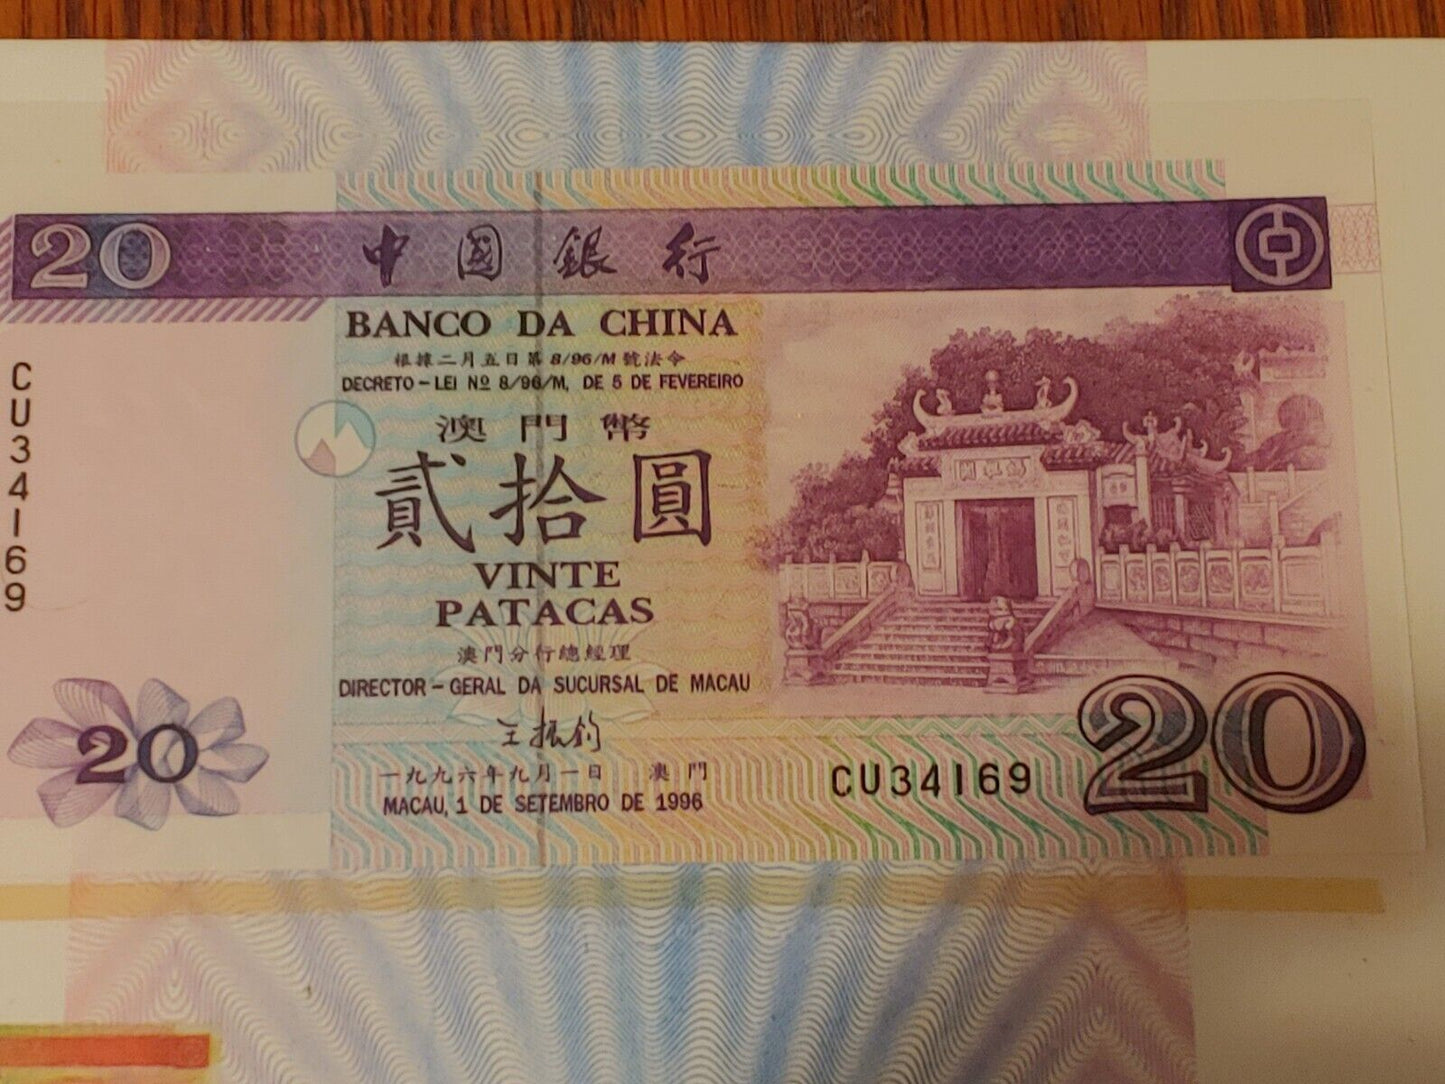 20 中國銀行
BANCO DA CHINA
根據二月五日第 8/96/M 號法令
DECRETO-LEI Nº 8/96/M, DE 5 DE FEVEREIRO
CU34169
澳門幣
貳拾圓
VINTE
PATACAS
澳門分行總經理
DIRECTOR-GERAL DA SUCURSAL DE MACAU
王振鈞
20
一九九六年九月一日 澳門
MACAU, 1 DE SETEMBRO DE 1996
CU34169
20